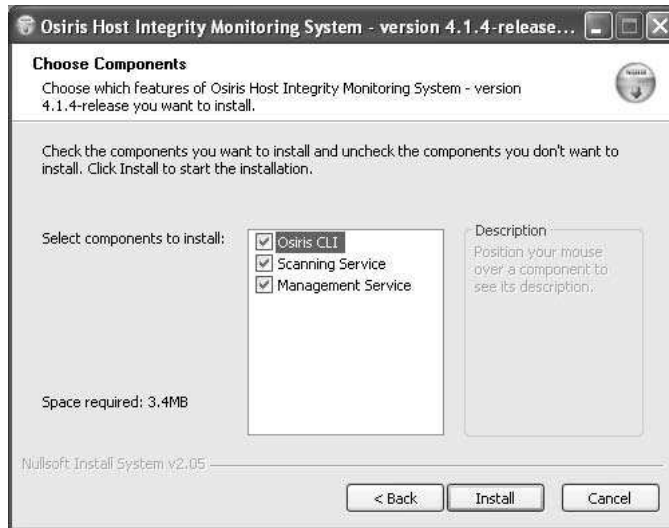 Osiris Host Integrity Monitoring System - version 4.1.4-release...
Choose Components
Choose which features of Osiris Host Integrity Monitoring System - version
4.1.4-release you want to install.
Check the components you want to install and uncheck the components you don't want to
install. Click Install to start the installation.
Select components to install:
Osiris CLI
Scanning Service
Management Service
Description
Position your mouse
over a component to
see its description.
Space required: 3.4MB
Nullsoft Install System v2.05
< Back
Install
Cancel